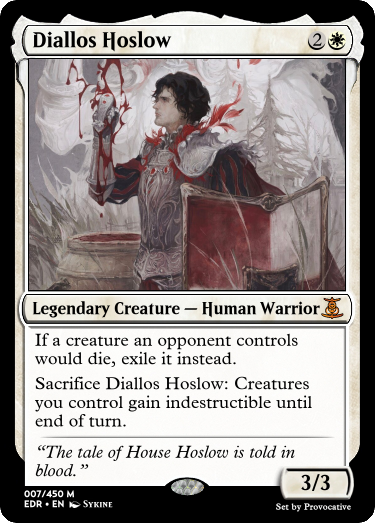 Diallos Hoslow 2
Legendary Creature — Human Warrior
If a creature an opponent controls
would die, exile it instead.
Sacrifice Diallos Hoslow: Creatures
you control gain indestructible until
end of turn.
“The tale of House Hoslow is told in
blood.”
3/3
007/450 M
EDR • EN Sykine
Set by Provocative